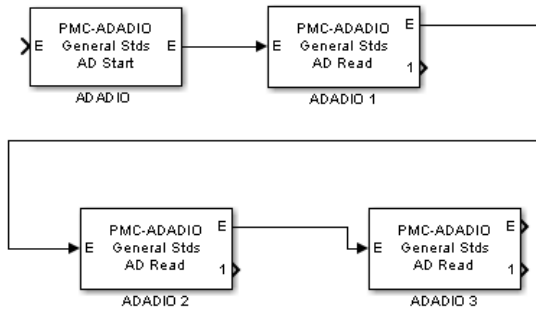 PMC-ADADIO
E General Stds E
AD Start
ADADIO
PMC-ADADIO E
E General Stds
AD Read 1
ADADIO 1
PMC-ADADIO E
E General Stds
AD Read 1
ADADIO 2
PMC-ADADIO E
E General Stds
AD Read 1
ADADIO 3